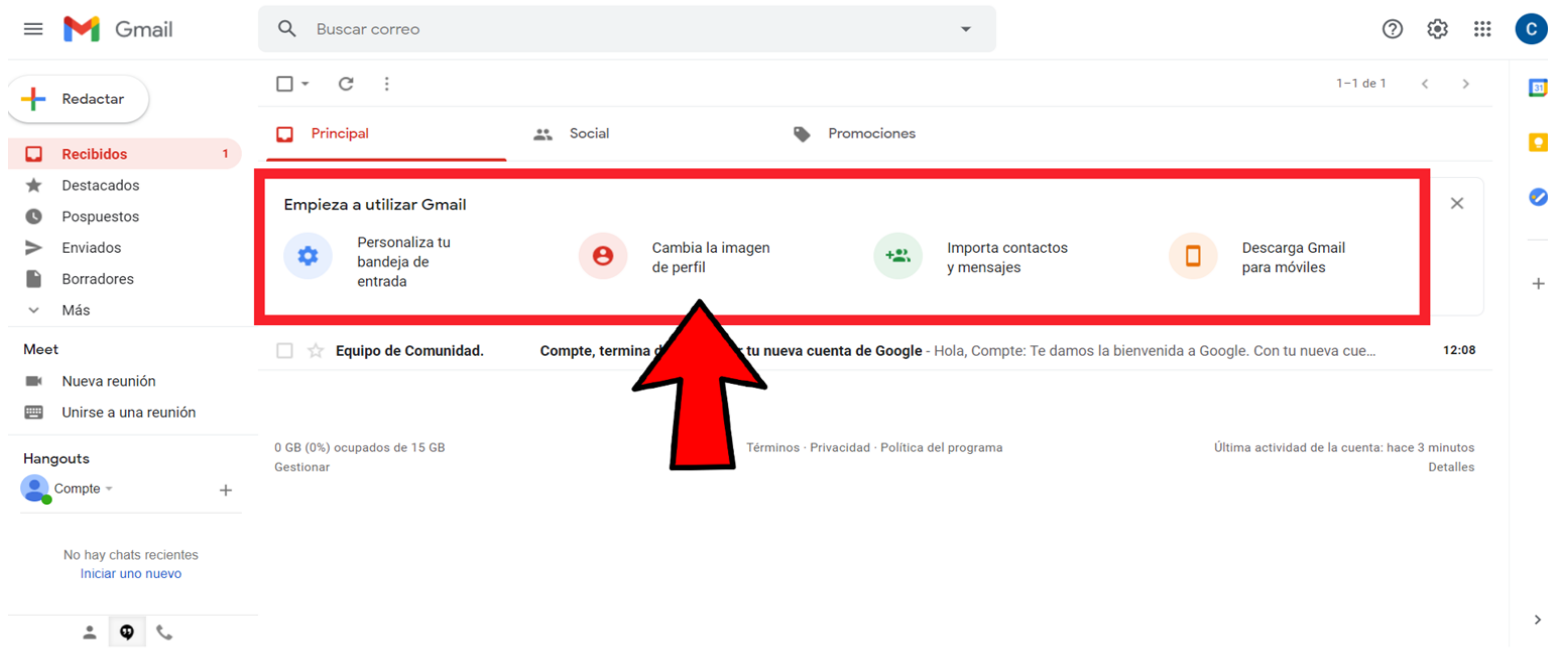 Gmail
Buscar correo
C
Redactar
1–1 de 1
31
Principal
Social
Promociones
Recibidos 1
Destacados
Pospuestos
Enviados
Borradores
Más
Empieza a utilizar Gmail
Personaliza tu
bandeja de
entrada
Cambia la imagen
de perfil
Importa contactos
y mensajes
Descarga Gmail
para móviles
Equipo de Comunidad. Compte, termina tu nueva cuenta de Google - Hola, Compte: Te damos la bienvenida a Google. Con tu nueva cue... 12:08
Meet
Nueva reunión
Unirse a una reunión
0 GB (0%) ocupados de 15 GB
Gestionar
Términos · Privacidad · Política del programa
Última actividad de la cuenta: hace 3 minutos
Detalles
Hangouts
Compte
No hay chats recientes
Iniciar uno nuevo